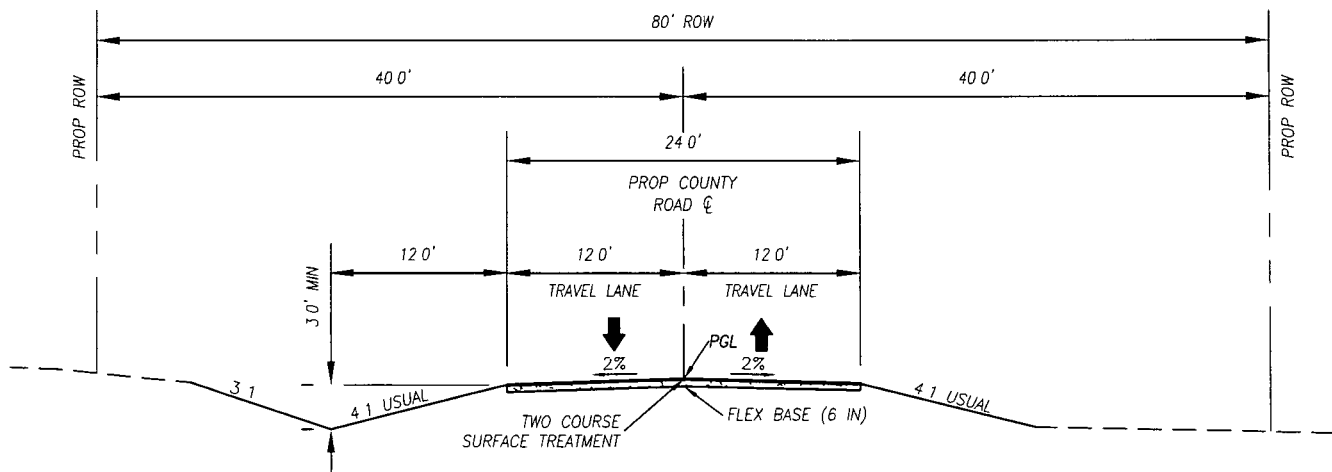 80' ROW
40 0'
40 0'
PROP ROW
PROP ROW
24 0'
PROP COUNTY
ROAD ℄
12 0'
12 0'
12 0'
3 0' MIN
TRAVEL LANE
TRAVEL LANE
PGL
2%
2%
3 1
4 1 USUAL
4 1 USUAL
TWO COURSE
SURFACE TREATMENT
FLEX BASE (6 IN)